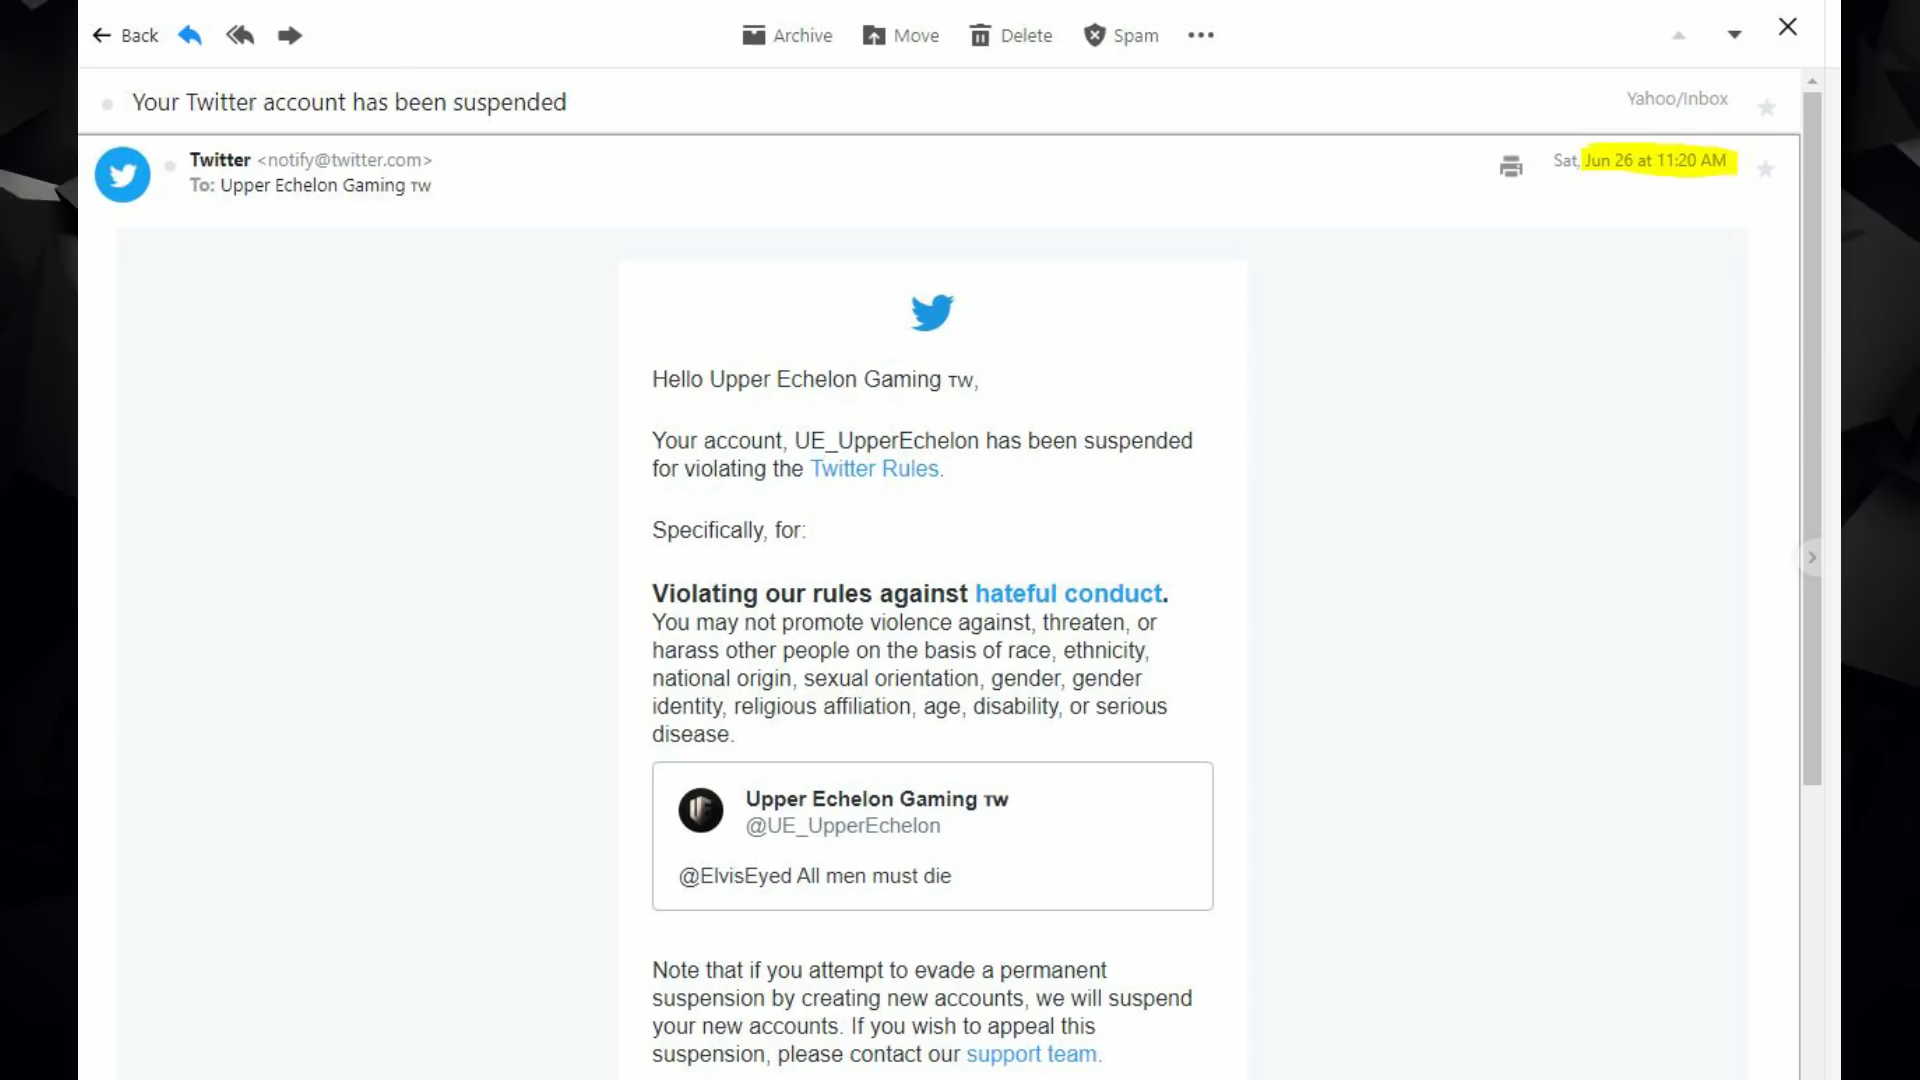 Back
Archive
Move
Delete
Spam
Your Twitter account has been suspended
Yahoo/Inbox
Twitter <notify@twitter.com>
Sat, Jun 26 at 11:20 AM
To: Upper Echelon Gaming ᴛᴡ
Hello Upper Echelon Gaming ᴛᴡ,
Your account, UE_UpperEchelon has been suspended
for violating the Twitter Rules.
Specifically, for:
Violating our rules against hateful conduct.
You may not promote violence against, threaten, or
harass other people on the basis of race, ethnicity,
national origin, sexual orientation, gender, gender
identity, religious affiliation, age, disability, or serious
disease.
UE
Upper Echelon Gaming ᴛᴡ
@UE_UpperEchelon
@ElvisEyed All men must die
Note that if you attempt to evade a permanent
suspension by creating new accounts, we will suspend
your new accounts. If you wish to appeal this
suspension, please contact our support team.